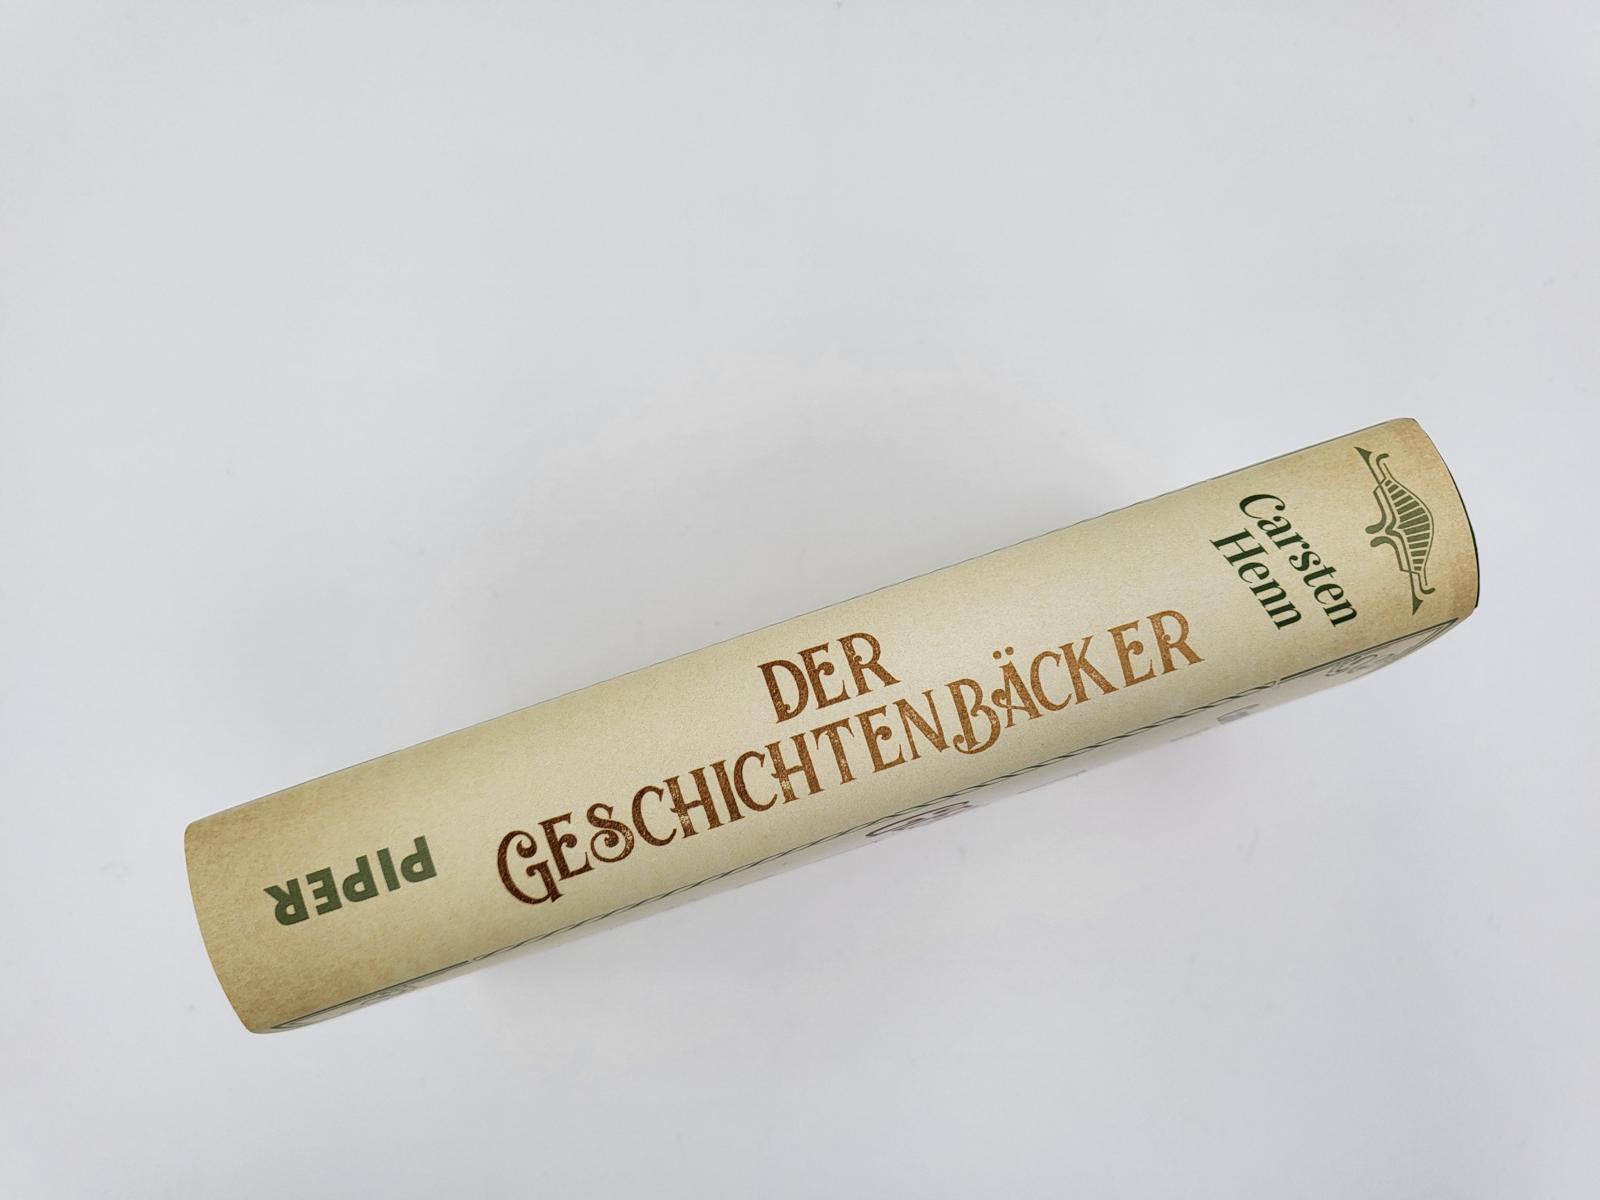 Carsten
Henn
DER
GESCHICHTENBÄCKER
PIPER